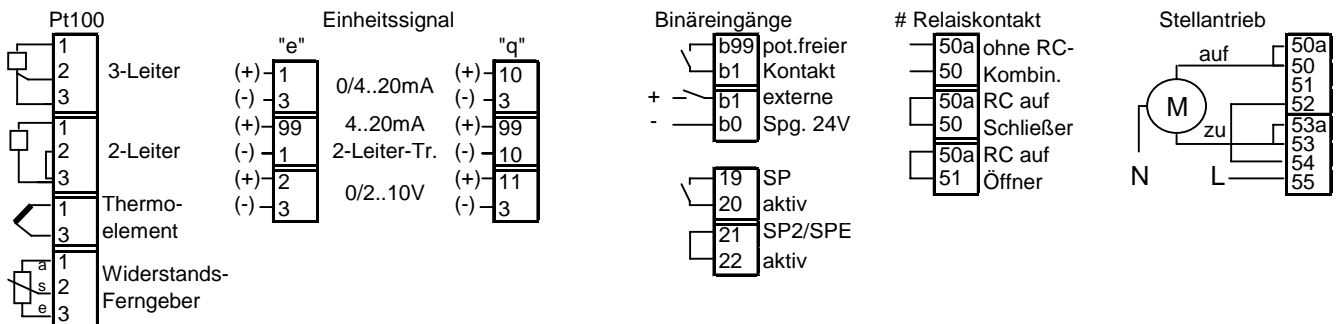 Pt100
1
2
3
3-Leiter
1
2
3
2-Leiter
1
3
Thermo-
element
a 1
s 2
e 3
Widerstands-
Ferngeber
Einheitssignal
"e" "q"
(+) 1 0/4..20mA (+) 10
(-) 3 (-) 3
(+) 99 4..20mA (+) 99
(-) 1 2-Leiter-Tr. (-) 10
(+) 2 0/2..10V (+) 11
(-) 3 (-) 3
Binäreingänge
b99 pot.freier
b1 Kontakt
+ b1 externe
- b0 Spg. 24V
19 SP
20 aktiv
21 SP2/SPE
22 aktiv
# Relaiskontakt
50a ohne RC-
50 Kombin.
50a RC auf
50 Schließer
50a RC auf
51 Öffner
Stellantrieb
auf
M
zu
N
L
50a
50
51
52
53a
53
54
55